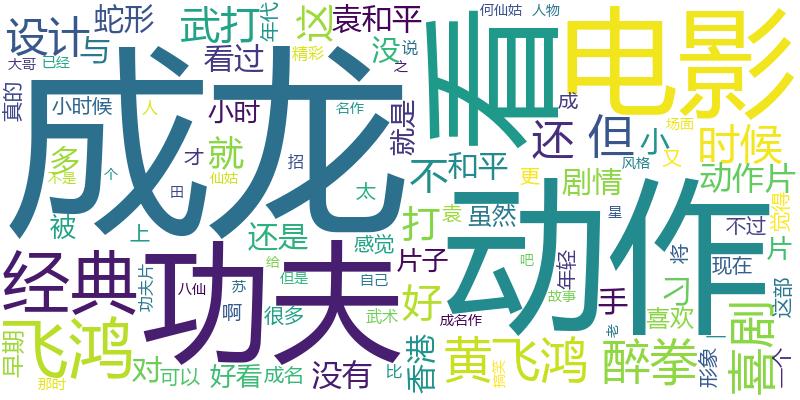 设计
与
蛇形
武打
年代
这
袁和平
何仙姑
人物
没
说
之
大哥
已经
看过
精彩
真的
小时候
人
小时
名作
就是
成龙
看
电影
还
但
成
小
时候
又
场面
多
不是
个
才
就
招
田
仙姑
太
不
和平
更
剧情
风格
动作片
觉得
被
上
还是
感觉
打
袁
虽然
动作
星
不过
片
将
经典
功夫
功夫片
八仙
给
但是
苏
自己
片子
吧
年轻
现在
这部
啊
很多
武术
好
成名作
故事
手
刁
喜欢
老
飞鸿
早期
那时
对
可以
好看
成名
没有
比
香港
黄飞鸿
搞笑
醉拳
形象
喜剧
一个